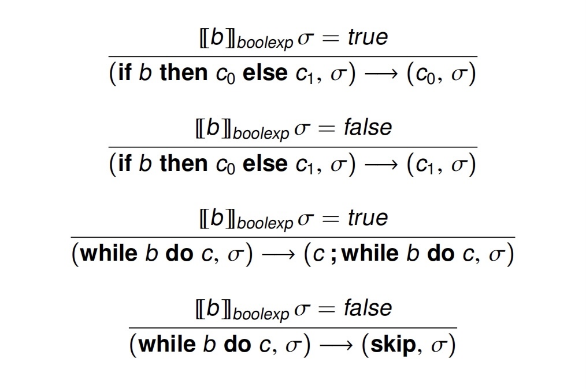 ⟦b⟧boolexp σ = true
(if b then c₀ else c₁, σ) ⟶ (c₀, σ)
⟦b⟧boolexp σ = false
(if b then c₀ else c₁, σ) ⟶ (c₁, σ)
⟦b⟧boolexp σ = true
(while b do c, σ) ⟶ (c ; while b do c, σ)
⟦b⟧boolexp σ = false
(while b do c, σ) ⟶ (skip, σ)